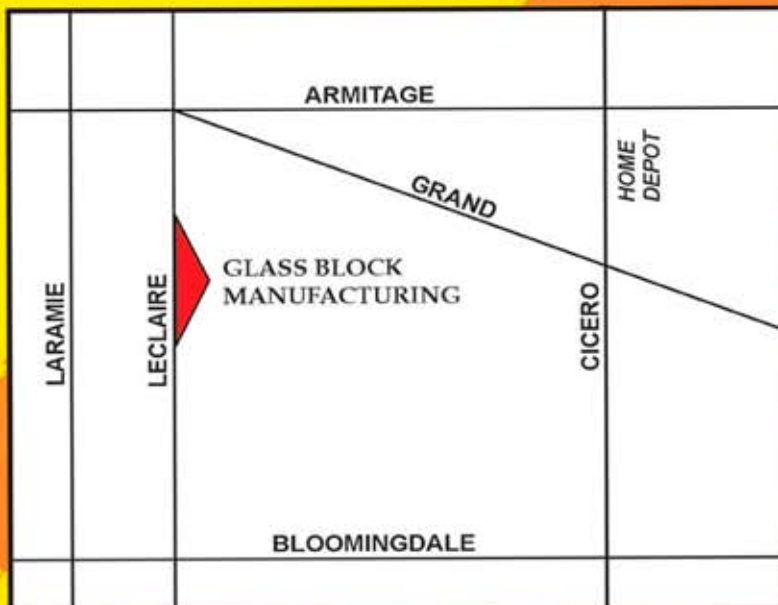 ARMITAGE
HOME
DEPOT
GRAND
GLASS BLOCK
MANUFACTURING
LARAMIE
LECLAIRE
CICERO
BLOOMINGDALE